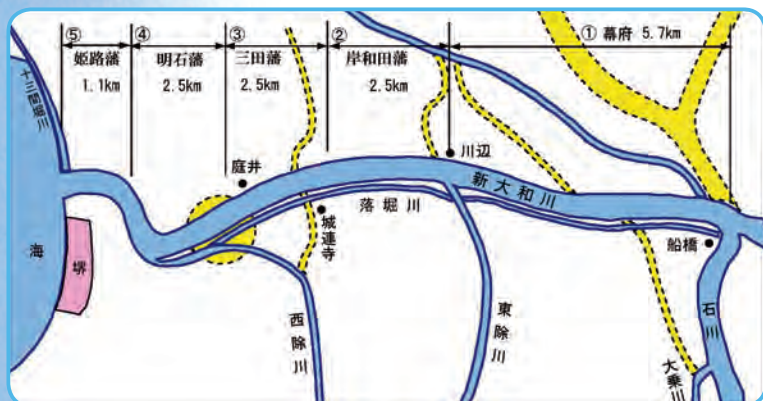 ⑤
姫路藩
1.1km
④
明石藩
2.5km
③
三田藩
2.5km
②
岸和田藩
2.5km
① 幕府 5.7km
十三間堀川
庭井
川辺
新大和川
落堀川
城連寺
船橋
海
堺
西除川
東除川
石川
大乗川